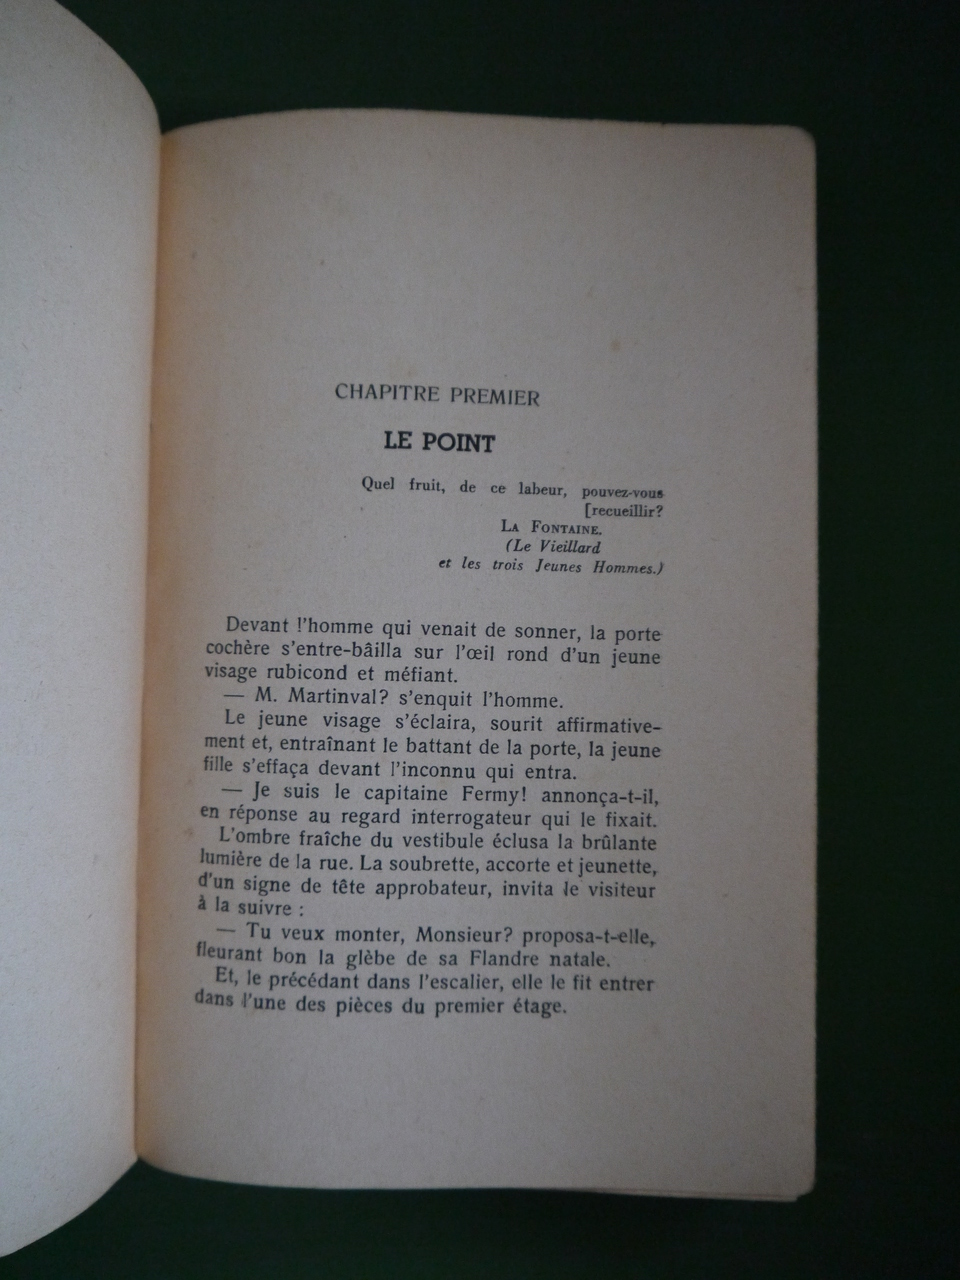 CHAPITRE PREMIER
LE POINT
Quel fruit, de ce labeur, pouvez-vous
[recueillir?
LA FONTAINE.
(Le Vieillard
et les trois Jeunes Hommes.)
Devant l'homme qui venait de sonner, la porte
cochère s'entre-bâilla sur l'œil rond d'un jeune
visage rubicond et méfiant.
— M. Martinval? s'enquit l'homme.
Le jeune visage s'éclaira, sourit affirmative-
ment et, entraînant le battant de la porte, la jeune
fille s'effaça devant l'inconnu qui entra.
— Je suis le capitaine Fermy! annonça-t-il,
en réponse au regard interrogateur qui le fixait.
L'ombre fraîche du vestibule éclusa la brûlante
lumière de la rue. La soubrette, accorte et jeunette,
d'un signe de tête approbateur, invita le visiteur
à la suivre :
— Tu veux monter, Monsieur? proposa-t-elle,
fleurant bon la glèbe de sa Flandre natale.
Et, le précédant dans l'escalier, elle le fit entrer
dans l'une des pièces du premier étage.